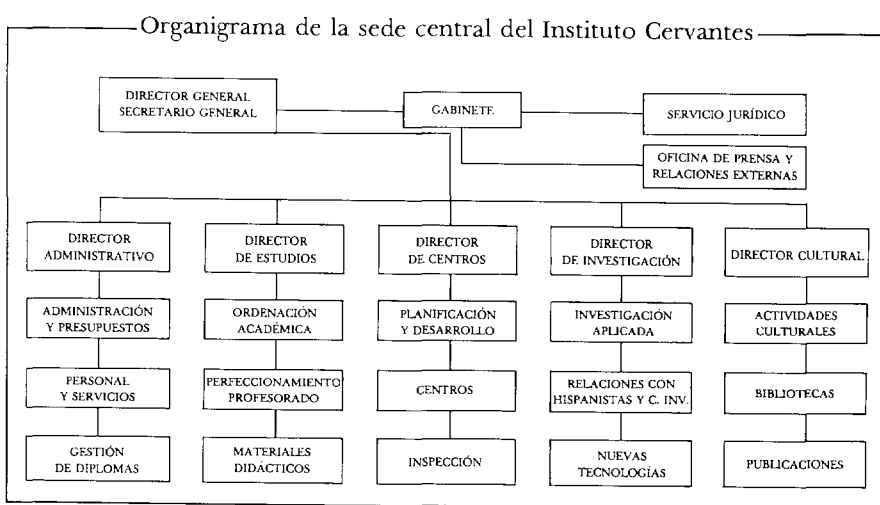 Organigrama de la sede central del Instituto Cervantes
DIRECTOR GENERAL
SECRETARIO GENERAL
GABINETE
SERVICIO JURÍDICO
OFICINA DE PRENSA Y
RELACIONES EXTERNAS
DIRECTOR
ADMINISTRATIVO
DIRECTOR
DE ESTUDIOS
DIRECTOR
DE CENTROS
DIRECTOR
DE INVESTIGACIÓN
DIRECTOR CULTURAL
ADMINISTRACIÓN
Y PRESUPUESTOS
ORDENACIÓN
ACADÉMICA
PLANIFICACIÓN
Y DESARROLLO
INVESTIGACIÓN
APLICADA
ACTIVIDADES
CULTURALES
PERSONAL
Y SERVICIOS
PERFECCIONAMIENTO
PROFESORADO
CENTROS
RELACIONES CON
HISPANISTAS Y C. INV.
BIBLIOTECAS
GESTIÓN
DE DIPLOMAS
MATERIALES
DIDÁCTICOS
INSPECCIÓN
NUEVAS
TECNOLOGÍAS
PUBLICACIONES